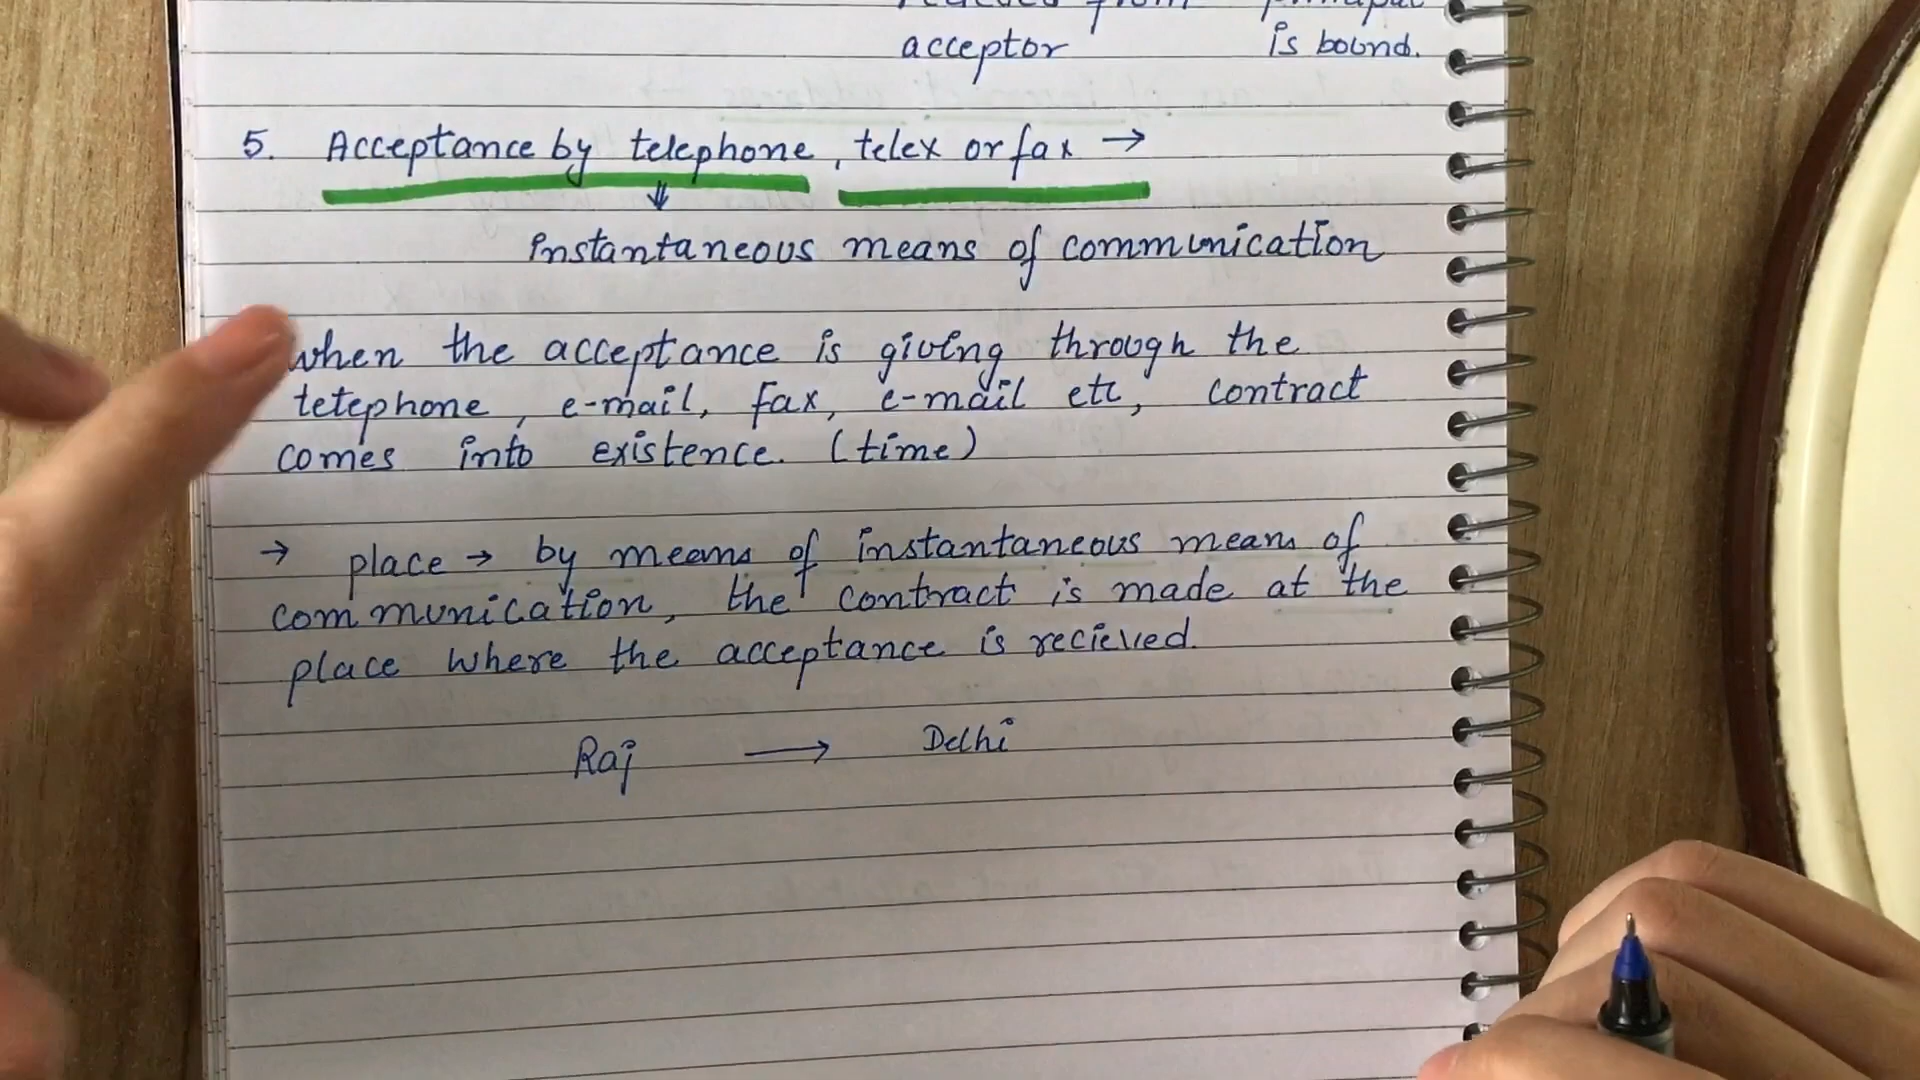 acceptor is bound.
5. Acceptance by telephone, telex or fax →
Instantaneous means of communication
when the acceptance is giving through the
tetephone, e-mail, fax, e-mail etc, contract
comes into existence. (time)
→ place → by means of instantaneous means of
communication, the contract is made at the
place where the acceptance is recieved.
Raj → Delhi